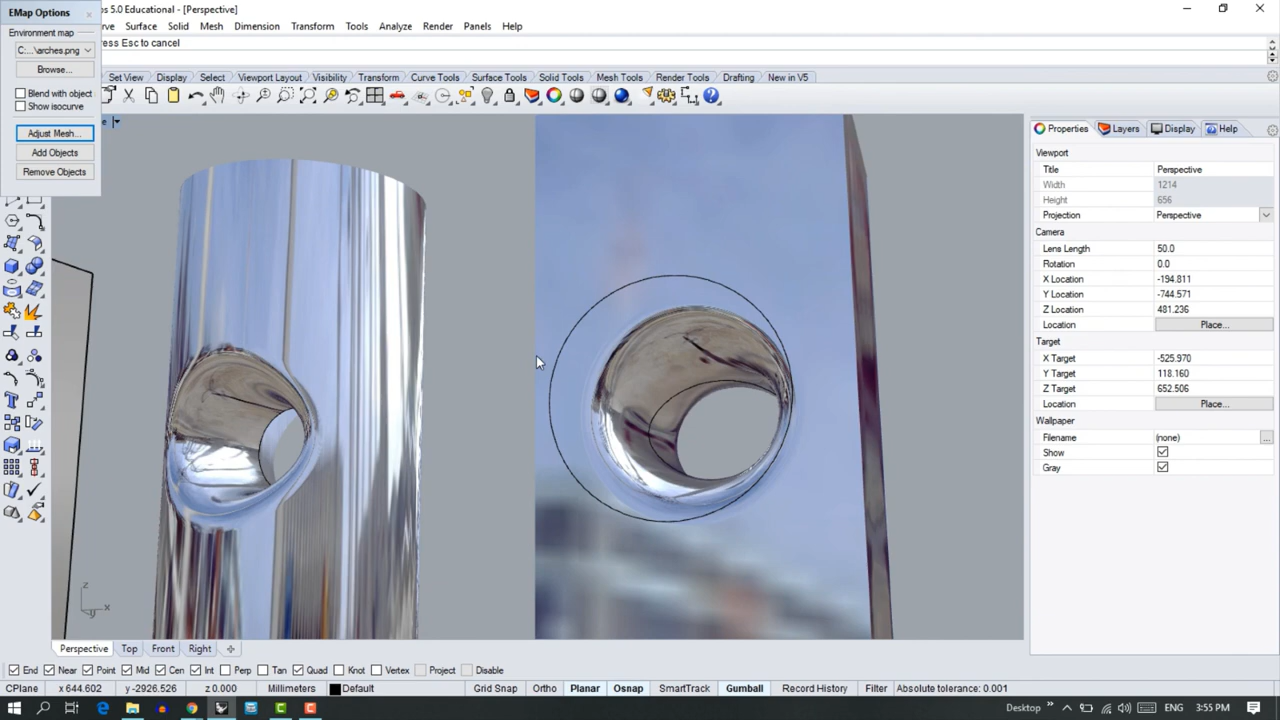 EMap Options
os 5.0 Educational - [Perspective]
rve Surface Solid Mesh Dimension Transform Tools Analyze Render Panels Help
Environment map
ress Esc to cancel
C:...\arches.png
Browse...
Set View Display Select Viewport Layout Visibility Transform Curve Tools Surface Tools Solid Tools Mesh Tools Render Tools Drafting New in V5
Blend with object
Show isocurve
Adjust Mesh...
Add Objects
Remove Objects
Properties Layers Display Help
Viewport
Title Perspective
Width 1214
Height 656
Projection Perspective
Camera
Lens Length 50.0
Rotation 0.0
X Location -194.811
Y Location -744.571
Z Location 481.236
Location Place...
Target
X Target -525.970
Y Target 118.160
Z Target 652.506
Location Place...
Wallpaper
Filename (none) ...
Show
Gray
z
x
y
Perspective Top Front Right
End Near Point Mid Cen Int Perp Tan Quad Knot Vertex Project Disable
CPlane x 644.602 y -2926.526 z 0.000 Millimeters Default Grid Snap Ortho Planar Osnap SmartTrack Gumball Record History Filter Absolute tolerance: 0.001
Desktop » ENG 3:55 PM